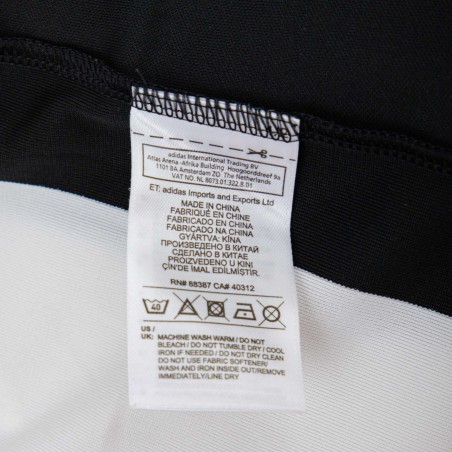 adidas International Trading BV
Atlas Arena -Afrika Building Hoogoorddreef 9a
1101 BA Amsterdam ZO The Netherlands
VAT NO. NL 8073.01.322.B.01
ET: adidas Imports and Exports Ltd
MADE IN CHINA
FABRIQUÉ EN CHINE
FABRICADO EN CHINA
FABRICADO NA CHINA
GYÁRTVA: KÍNA
ПРОИЗВЕДЕНО В КИТАЙ
СДЕЛАНО В КИТАЕ
PROIZVEDENO U KINI
ÇİN'DE İMAL EDİLMİŞTİR.
RN# 88387 CA# 40312
40
US /
UK: MACHINE WASH WARM / DO NOT
BLEACH / DO NOT TUMBLE DRY / COOL
IRON IF NEEDED / DO NOT DRY CLEAN
DO NOT USE FABRIC SOFTENER/
WASH AND IRON INSIDE OUT/REMOVE
IMMEDIATELY/LINE DRY